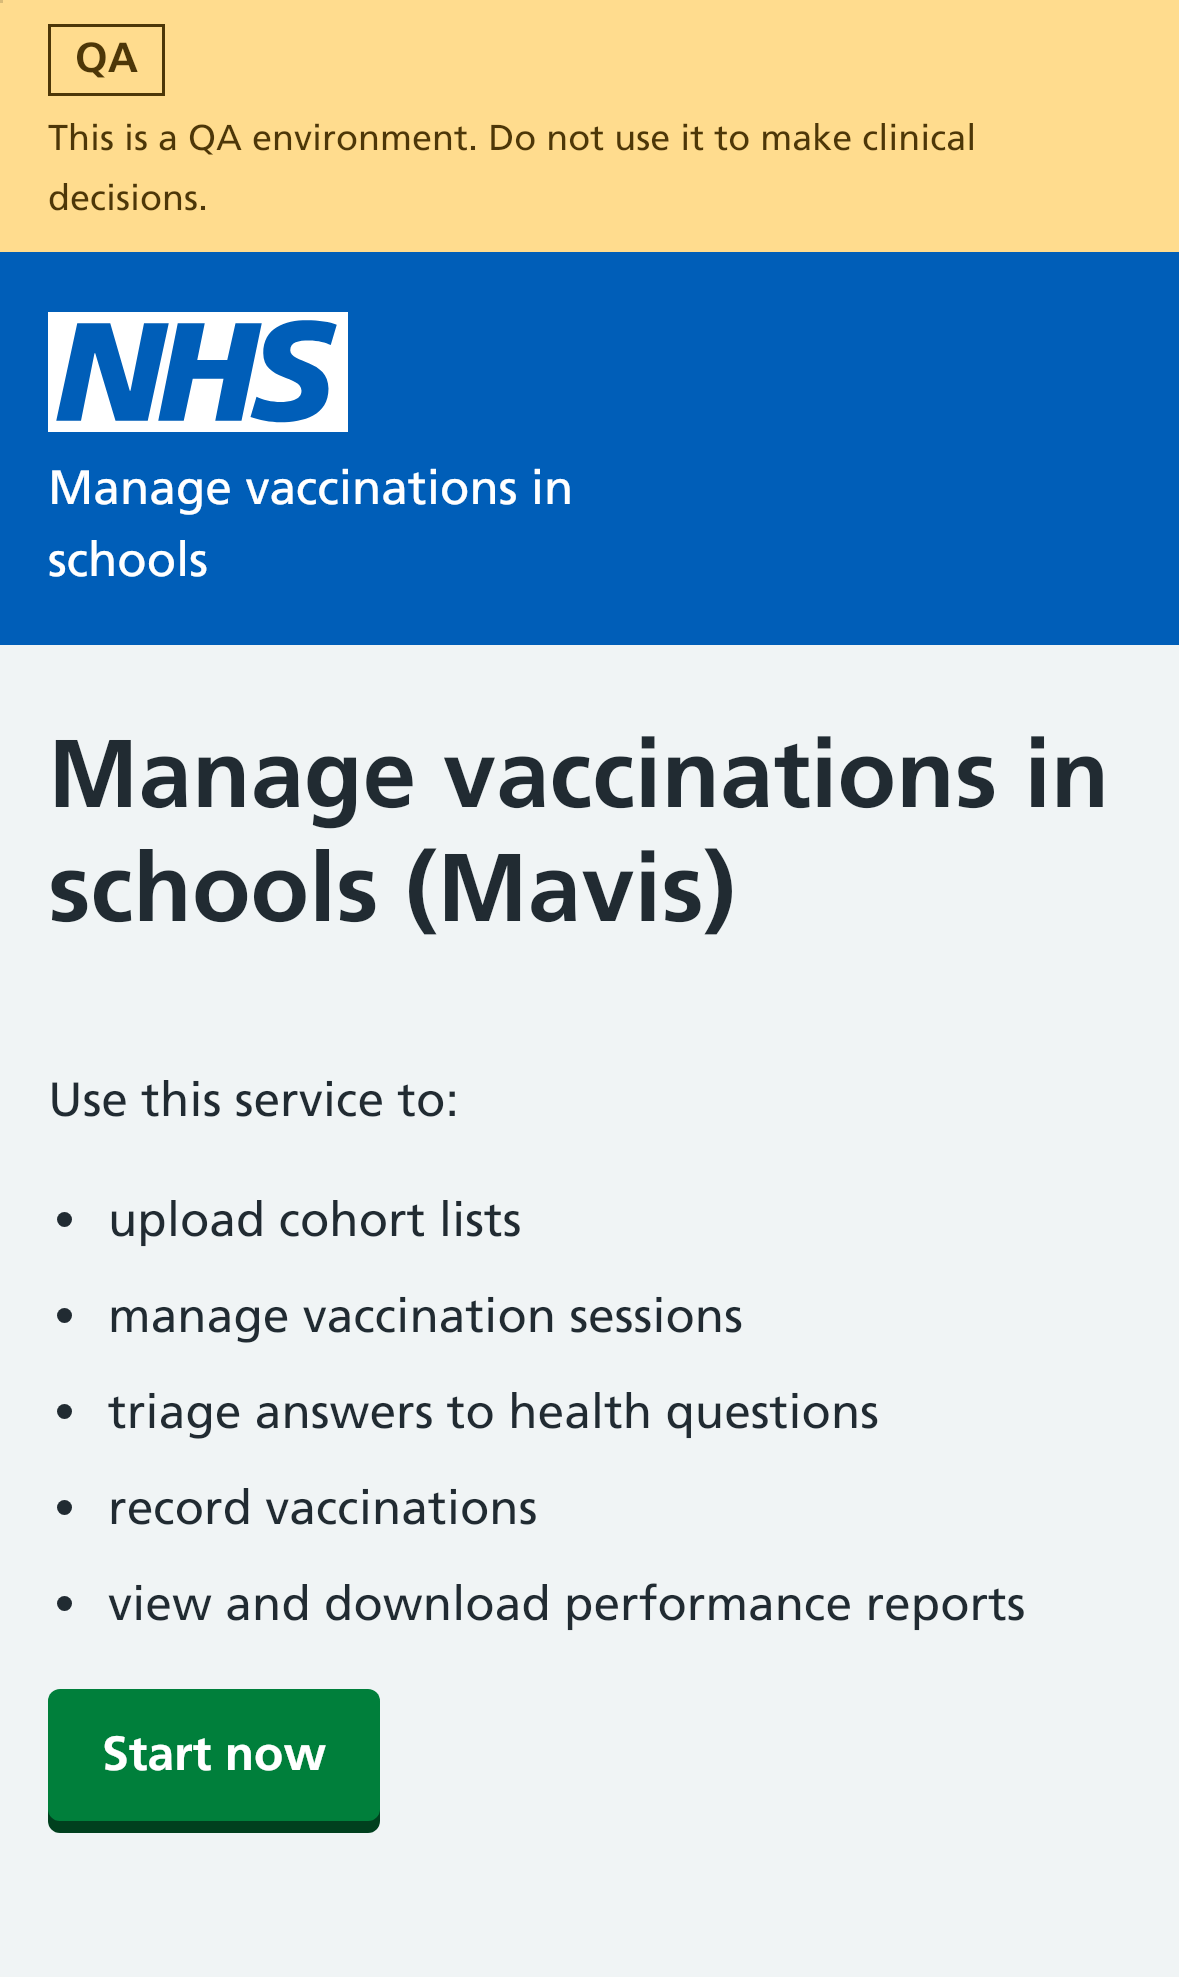 QA
This is a QA environment. Do not use it to make clinical
decisions.
NHS
Manage vaccinations in
schools
Manage vaccinations in
schools (Mavis)
Use this service to:
• upload cohort lists
• manage vaccination sessions
• triage answers to health questions
• record vaccinations
• view and download performance reports
Start now